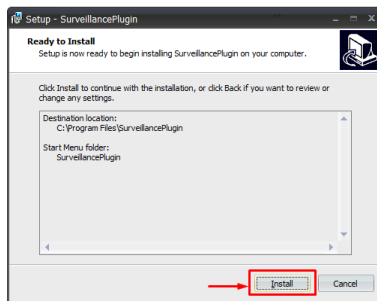 Setup - SurveillancePlugin
Ready to Install
Setup is now ready to begin installing SurveillancePlugin on your computer.
Click Install to continue with the installation, or click Back if you want to review or
change any settings.
Destination location:
C:\Program Files\SurveillancePlugin
Start Menu folder:
SurveillancePlugin
Install
Cancel